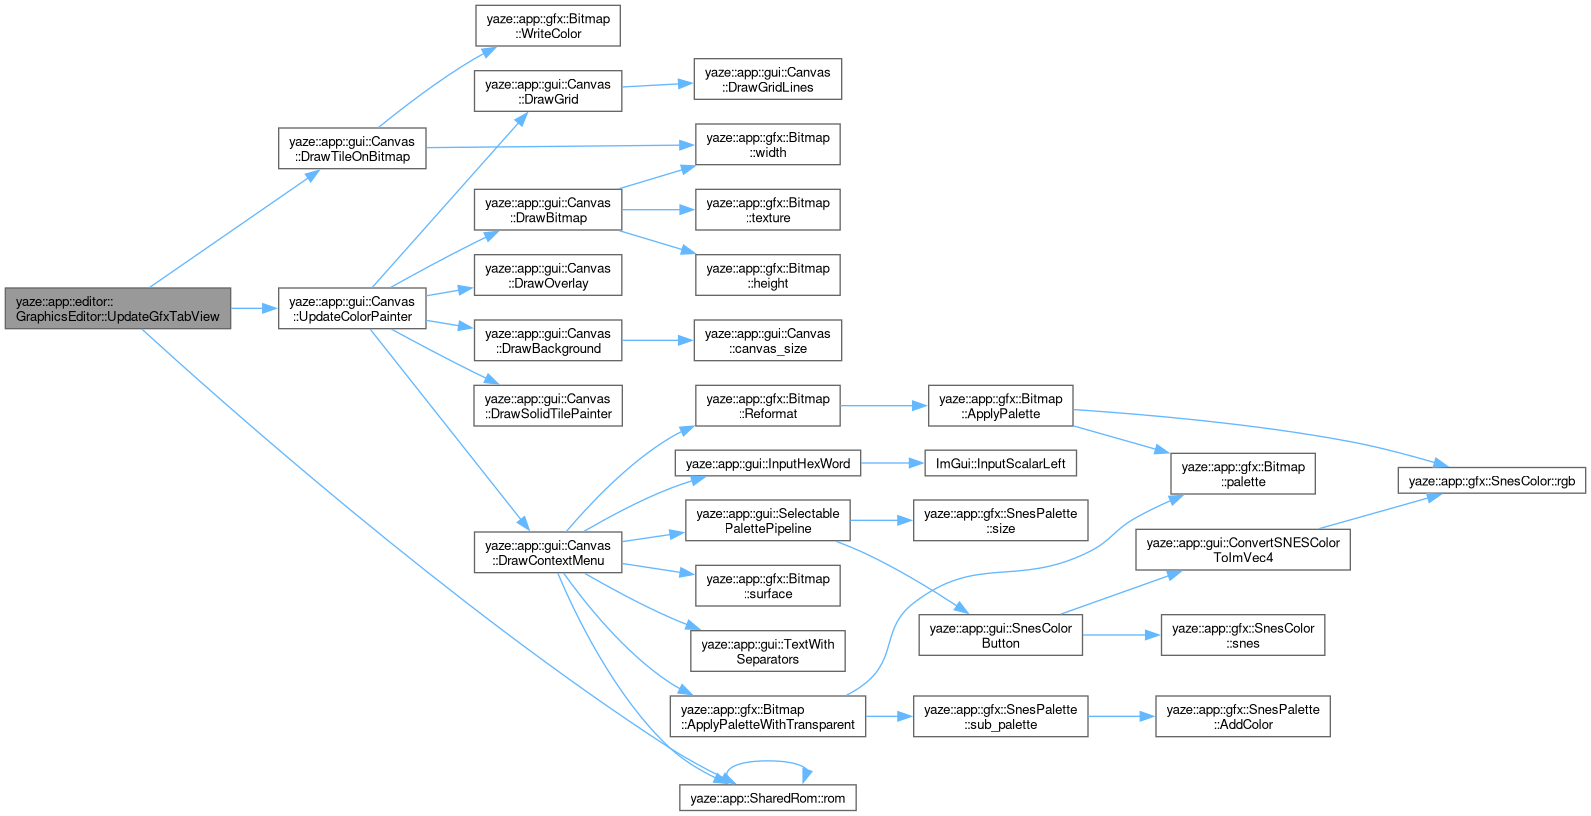 yaze::app::gfx::Bitmap
::WriteColor
yaze::app::gui::Canvas
::DrawGridLines
yaze::app::gui::Canvas
::DrawGrid
yaze::app::gui::Canvas
::DrawTileOnBitmap
yaze::app::gfx::Bitmap
::width
yaze::app::gui::Canvas
::DrawBitmap
yaze::app::gfx::Bitmap
::texture
yaze::app::gui::Canvas
::DrawOverlay
yaze::app::gfx::Bitmap
::height
yaze::app::editor::
GraphicsEditor::UpdateGfxTabView
yaze::app::gui::Canvas
::UpdateColorPainter
yaze::app::gui::Canvas
::DrawBackground
yaze::app::gui::Canvas
::canvas_size
yaze::app::gui::Canvas
::DrawSolidTilePainter
yaze::app::gfx::Bitmap
::Reformat
yaze::app::gfx::Bitmap
::ApplyPalette
yaze::app::gui::InputHexWord
ImGui::InputScalarLeft
yaze::app::gfx::Bitmap
::palette
yaze::app::gfx::SnesColor::rgb
yaze::app::gui::Selectable
PalettePipeline
yaze::app::gfx::SnesPalette
::size
yaze::app::gui::Canvas
::DrawContextMenu
yaze::app::gui::ConvertSNESColor
ToImVec4
yaze::app::gfx::Bitmap
::surface
yaze::app::gui::SnesColor
Button
yaze::app::gfx::SnesColor
::snes
yaze::app::gui::TextWith
Separators
yaze::app::gfx::Bitmap
::ApplyPaletteWithTransparent
yaze::app::gfx::SnesPalette
::sub_palette
yaze::app::gfx::SnesPalette
::AddColor
yaze::app::SharedRom::rom